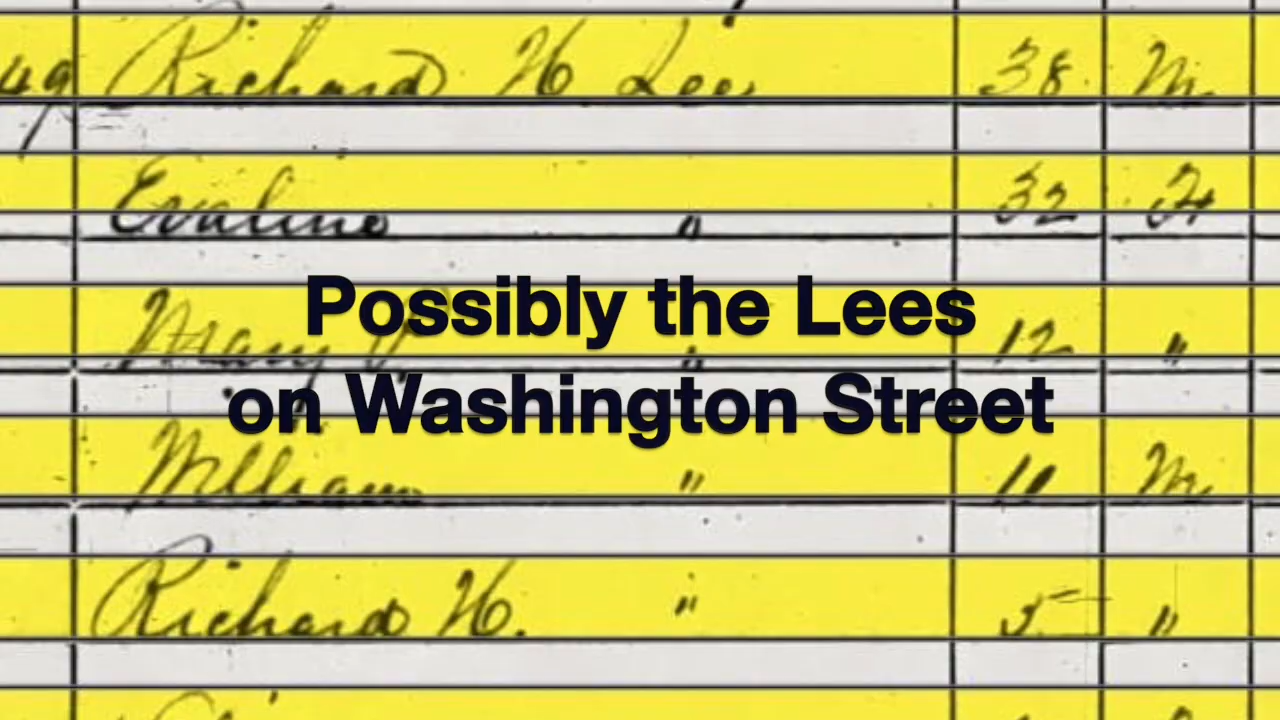 49 Richard H. Lee 38 M
Evaline " 32 F
Possibly the Lees
Mary V " 12 "
on Washington Street
William " 11 M
Richard H. " 5 "